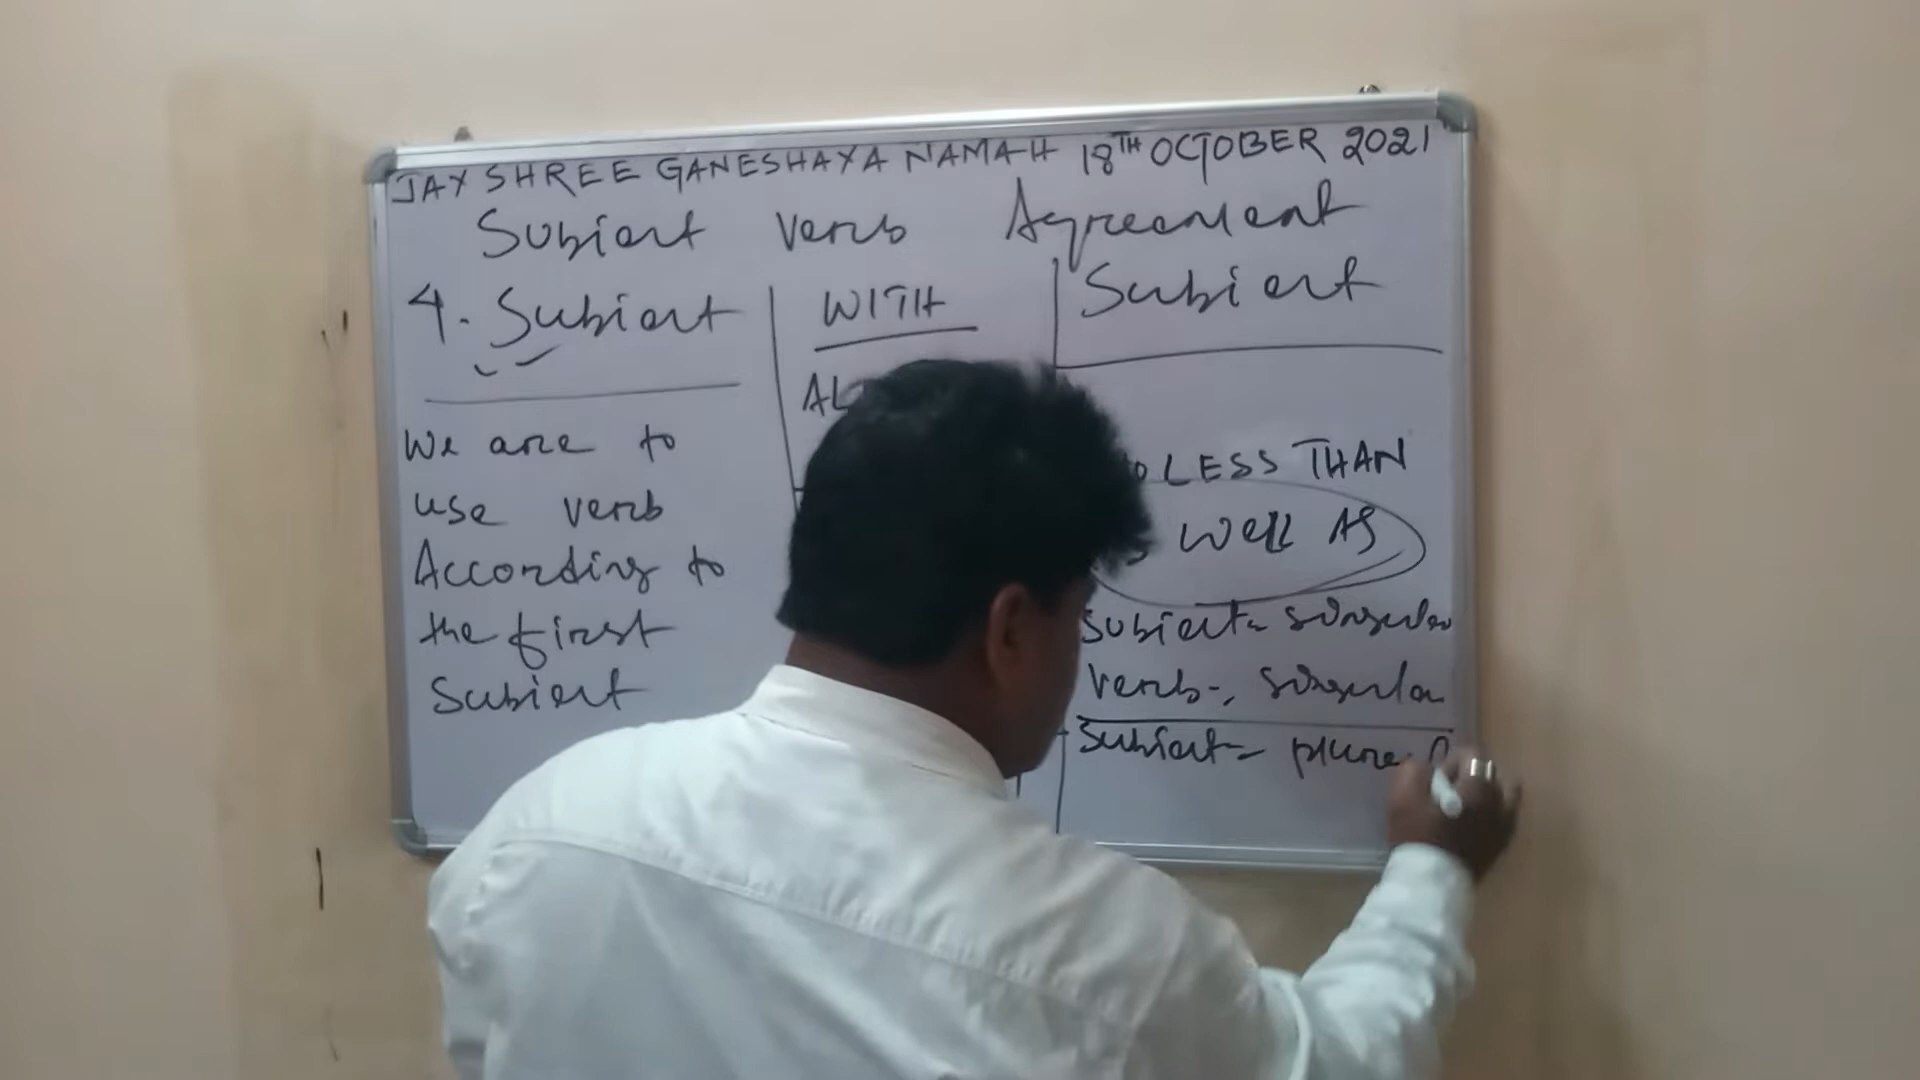 JAY SHREE GANESHAYA NAMAH 18TH OCTOBER 2021
Subject verb Agreement
4. Subject
WITH
Subject
We are to
use verb
According to
the first
Subject
LESS THAN
Well AS
Subject - singular
Verb -, singular
Subject - plural